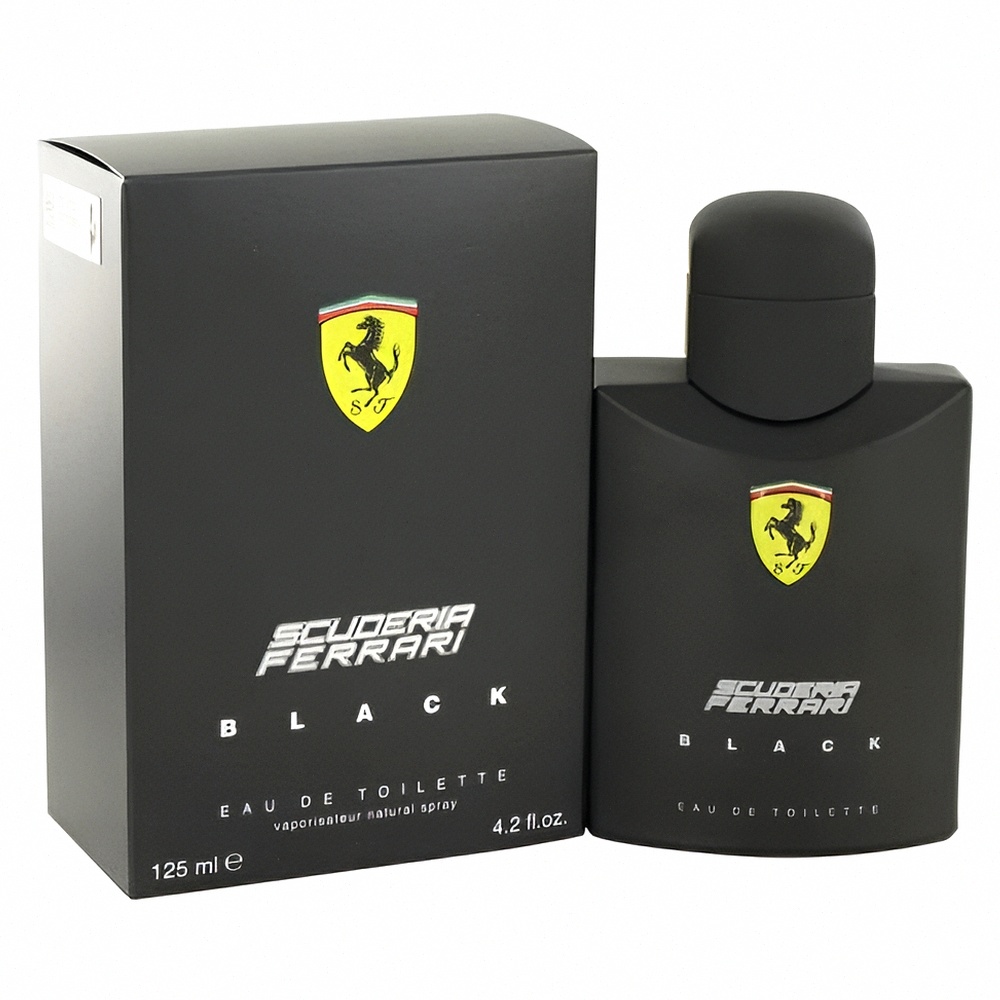 S F
SCUDERIA
FERRARI
BLACK
EAU DE TOILETTE
vaporisateur natural spray
125 ml ℮
4.2 fl.oz.
S F
SCUDERIA
FERRARI
BLACK
EAU DE TOILETTE